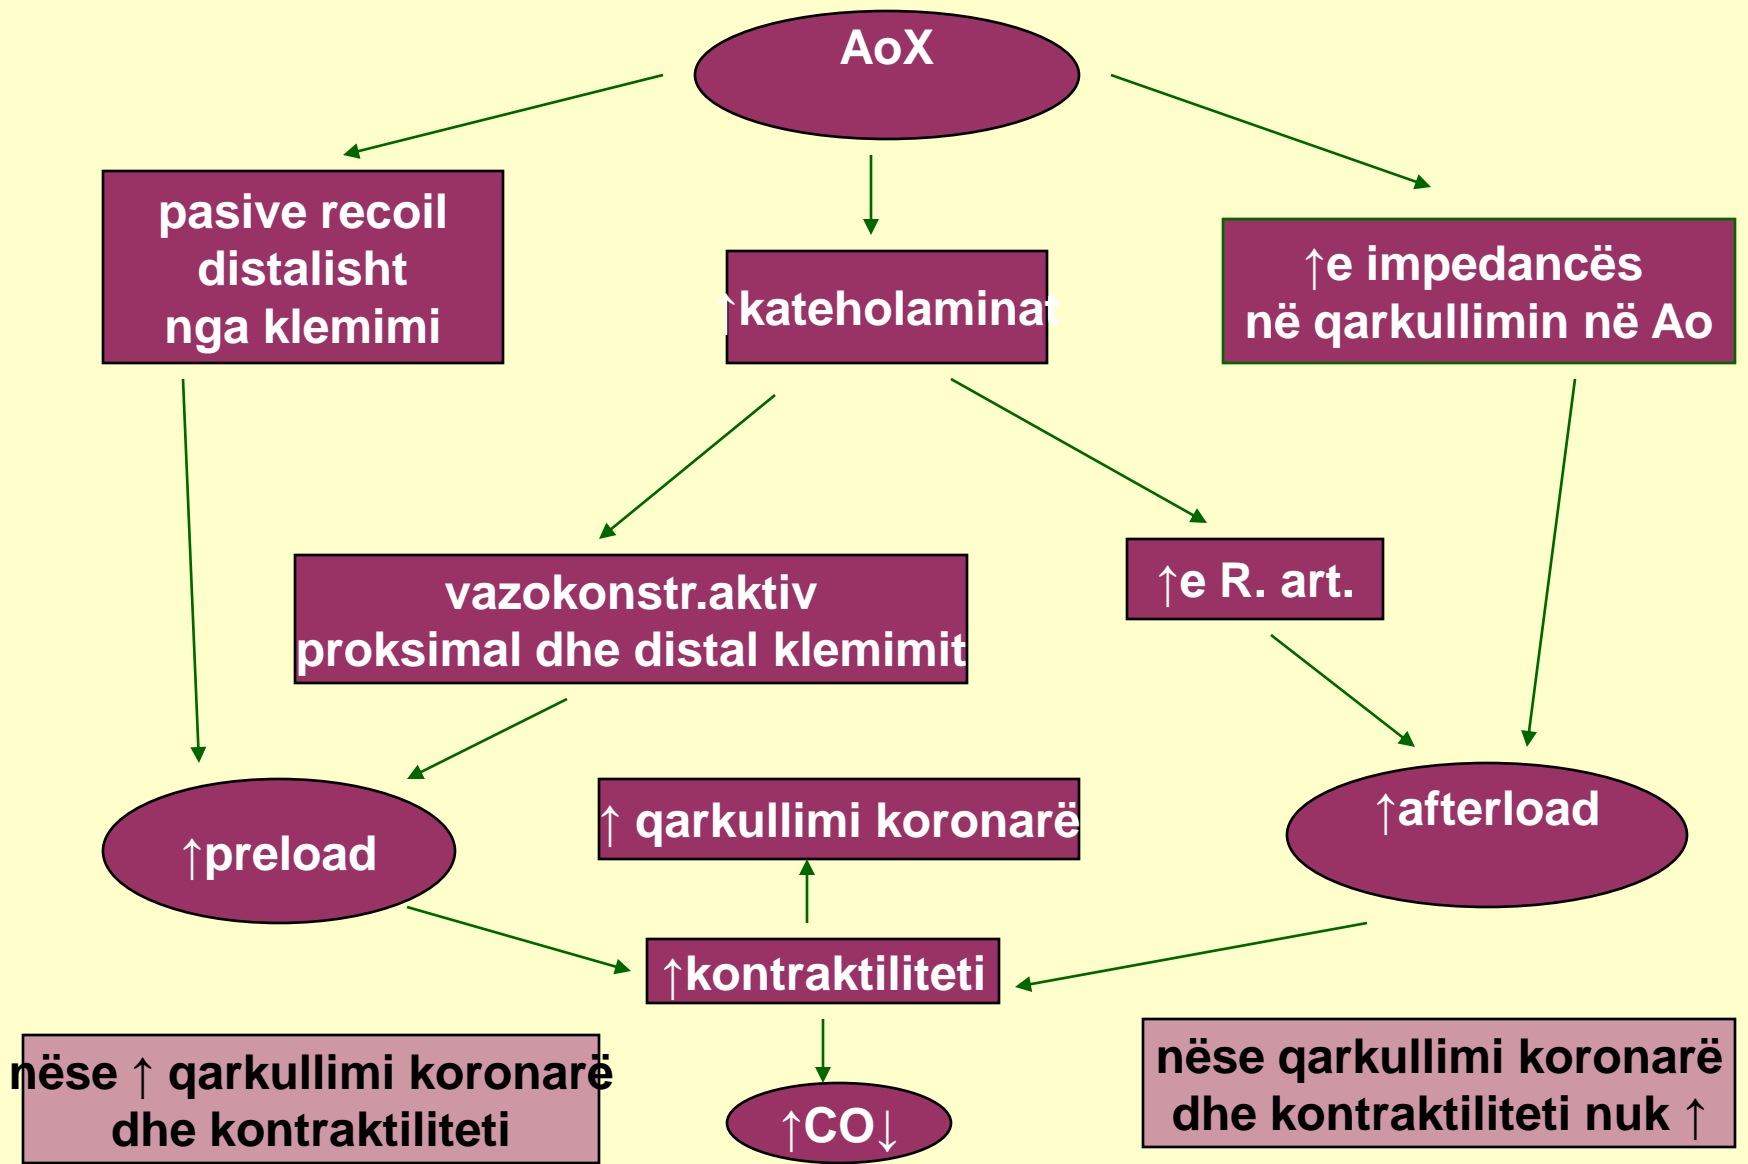 AoX
pasive recoil
distalisht
nga klemimi
↑kateholaminat
↑e impedancës
në qarkullimin në Ao
vazokonstr.aktiv
proksimal dhe distal klemimit
↑e R. art.
↑preload
↑ qarkullimi koronarë
↑afterload
↑kontraktiliteti
nëse ↑ qarkullimi koronarë
dhe kontraktiliteti
↑CO↓
nëse qarkullimi koronarë
dhe kontraktiliteti nuk ↑